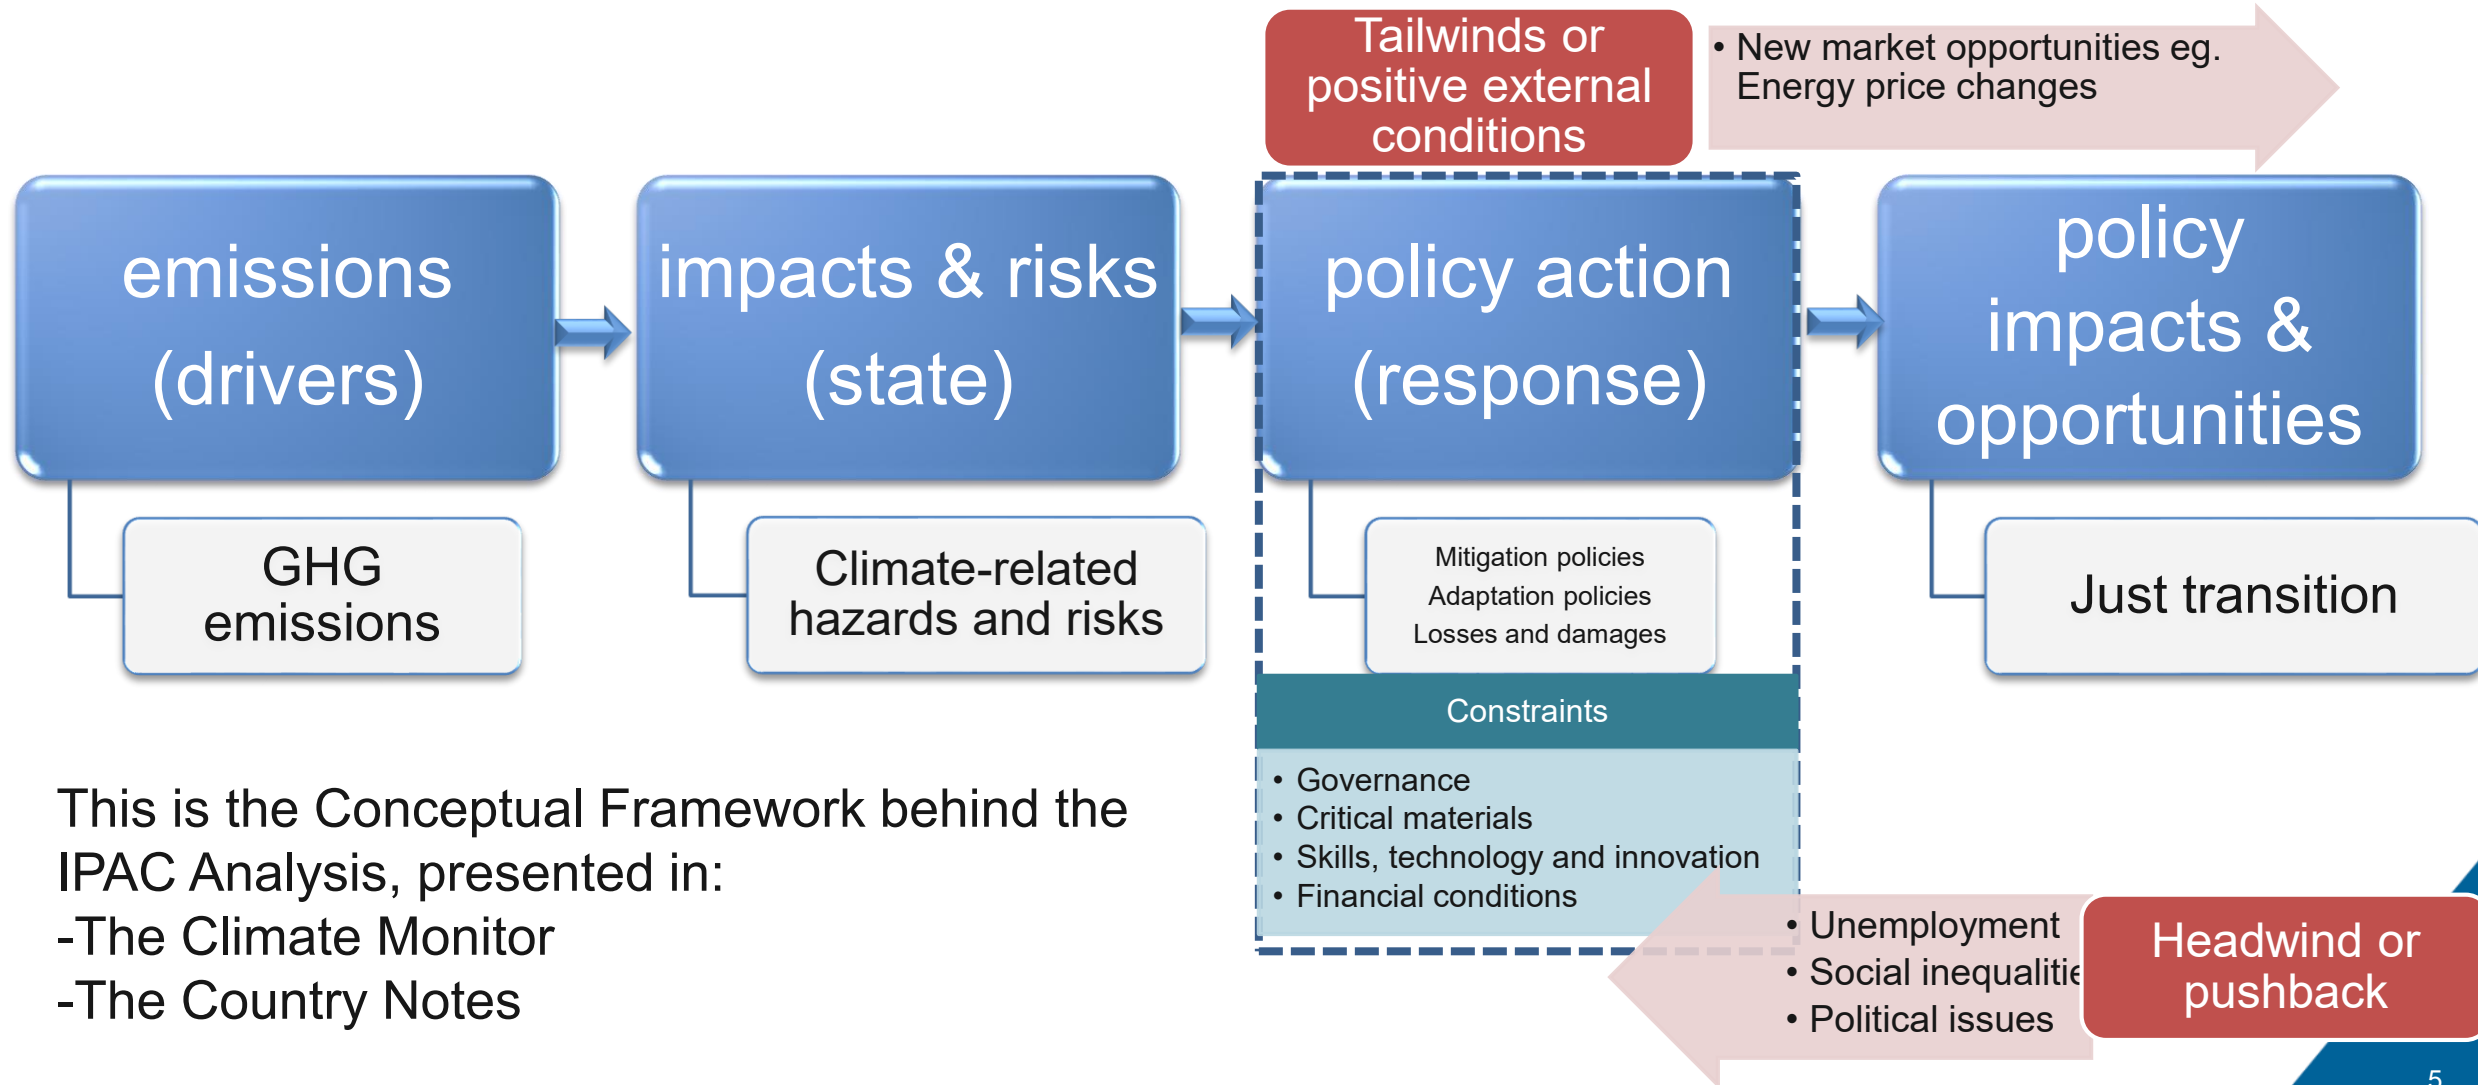 Tailwinds or
positive external
conditions
• New market opportunities eg.
Energy price changes
emissions
(drivers)
impacts & risks
(state)
policy action
(response)
policy
impacts &
opportunities
GHG
emissions
Climate-related
hazards and risks
Mitigation policies
Adaptation policies
Losses and damages
Just transition
Constraints
• Governance
• Critical materials
• Skills, technology and innovation
• Financial conditions
This is the Conceptual Framework behind the
IPAC Analysis, presented in:
-The Climate Monitor
-The Country Notes
• Unemployment
• Social inequalitie
• Political issues
Headwind or
pushback
5